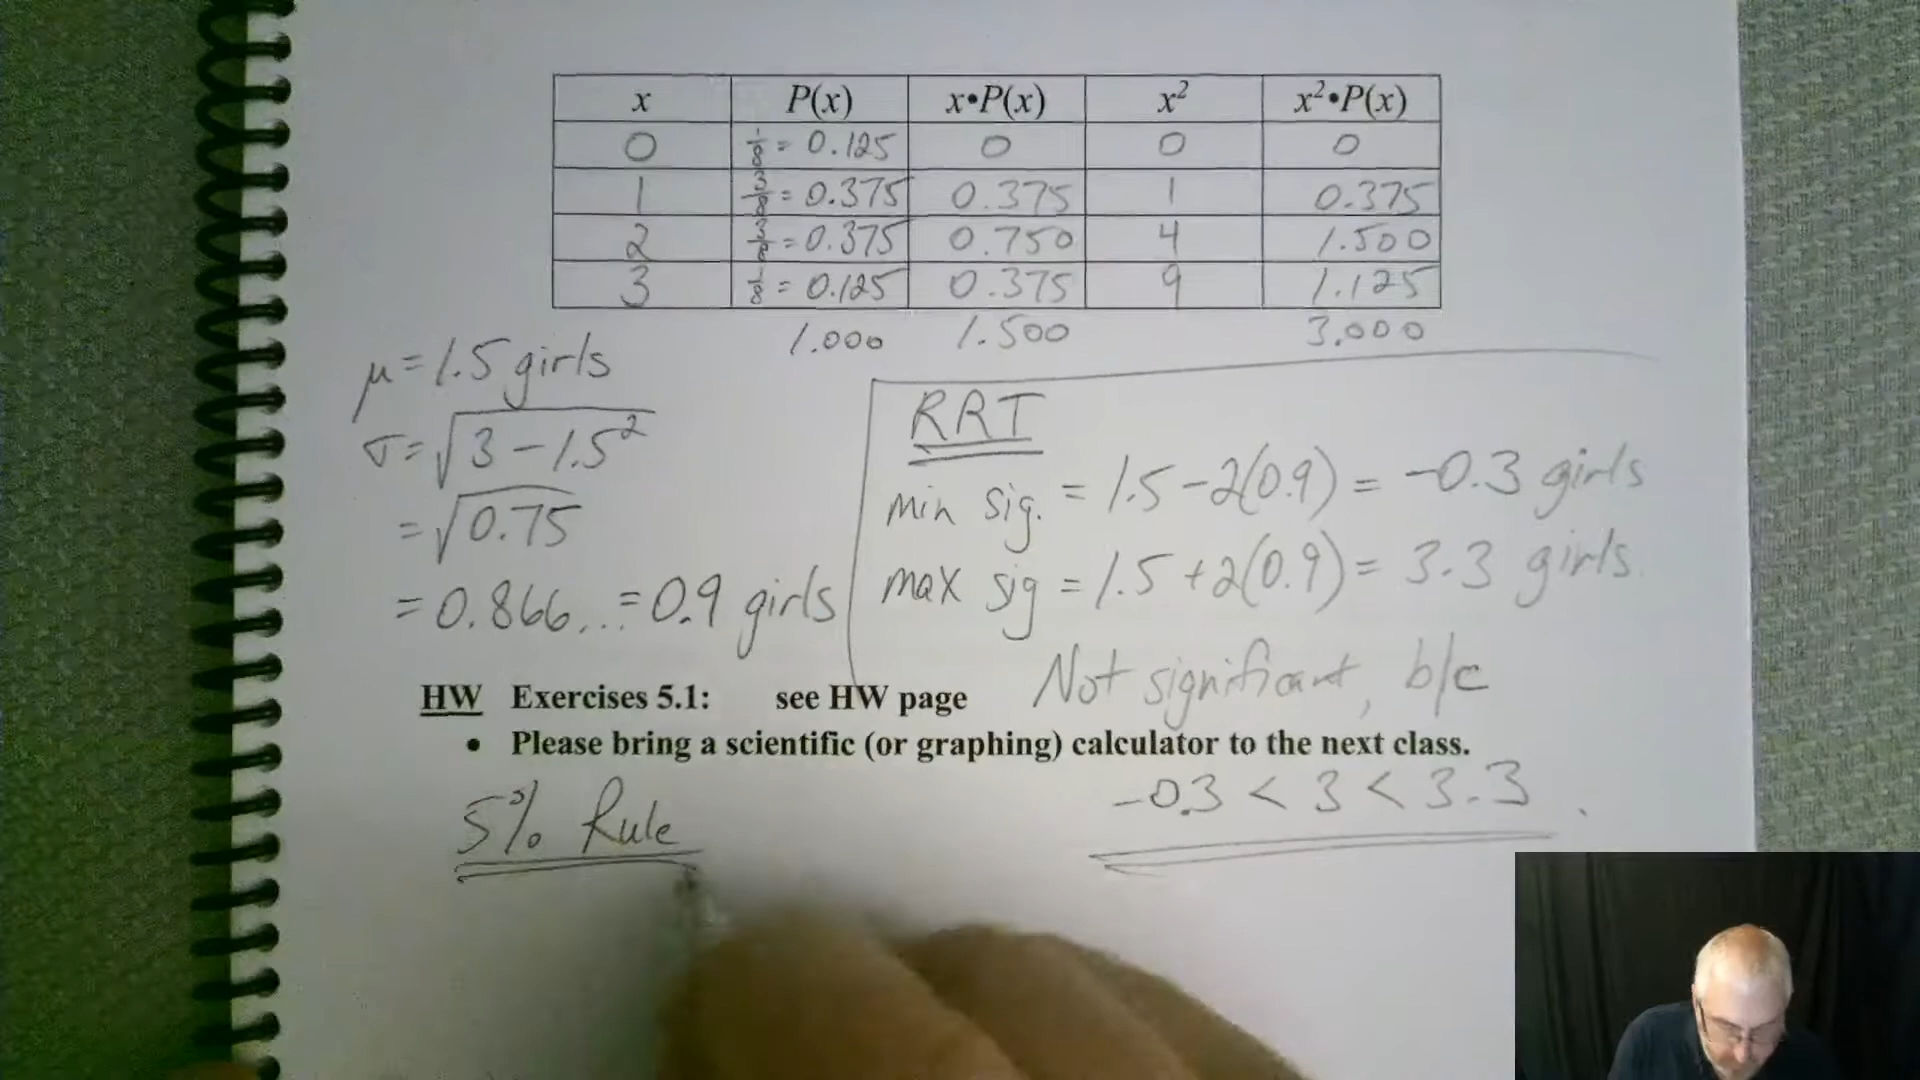 x P(x) x•P(x) x² x²•P(x)
0 1/8 = 0.125 0 0 0
1 3/8 = 0.375 0.375 1 0.375
2 3/8 = 0.375 0.750 4 1.500
3 1/8 = 0.125 0.375 9 1.125
1.000 1.500 3.000
μ = 1.5 girls
σ = √3 − 1.5²
= √0.75
= 0.866... = 0.9 girls
RRT
min sig. = 1.5 − 2(0.9) = −0.3 girls
max sig = 1.5 + 2(0.9) = 3.3 girls.
Not significant, b/c
−0.3 < 3 < 3.3
HW Exercises 5.1: see HW page
• Please bring a scientific (or graphing) calculator to the next class.
5% Rule